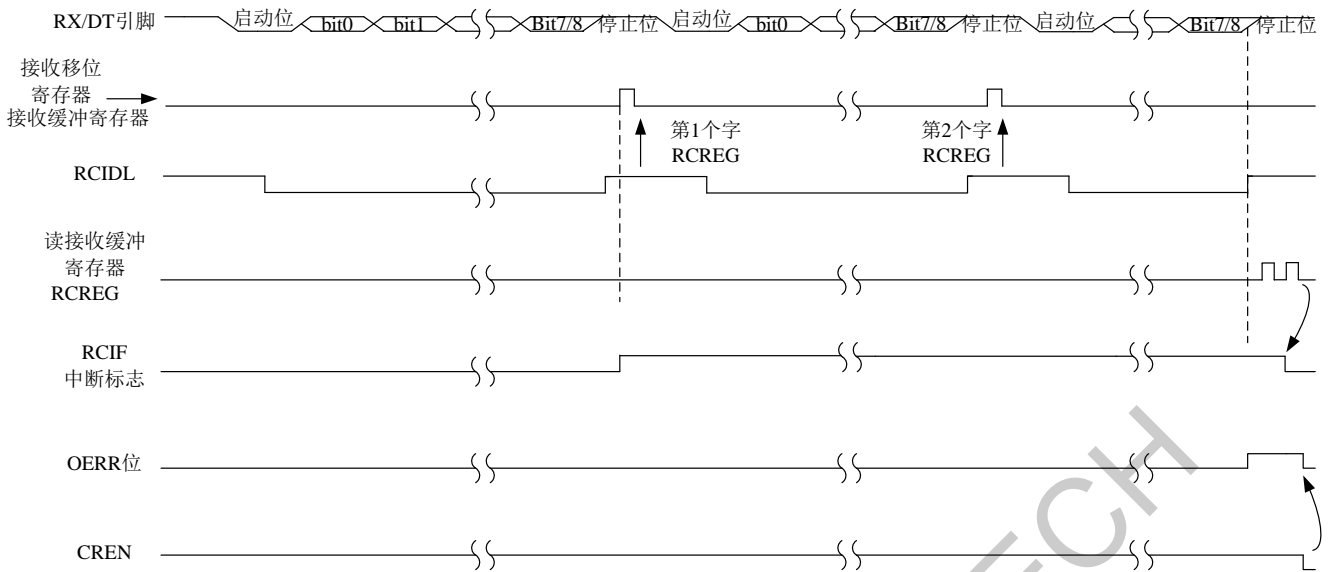 RX/DT引脚 启动位 bit0 bit1 Bit7/8 停止位 启动位 bit0 Bit7/8 停止位 启动位 Bit7/8 停止位
接收移位
寄存器
接收缓冲寄存器
第1个字
RCREG
第2个字
RCREG
RCIDL
读接收缓冲
寄存器
RCREG
RCIF
中断标志
OERR位
CREN
ECH